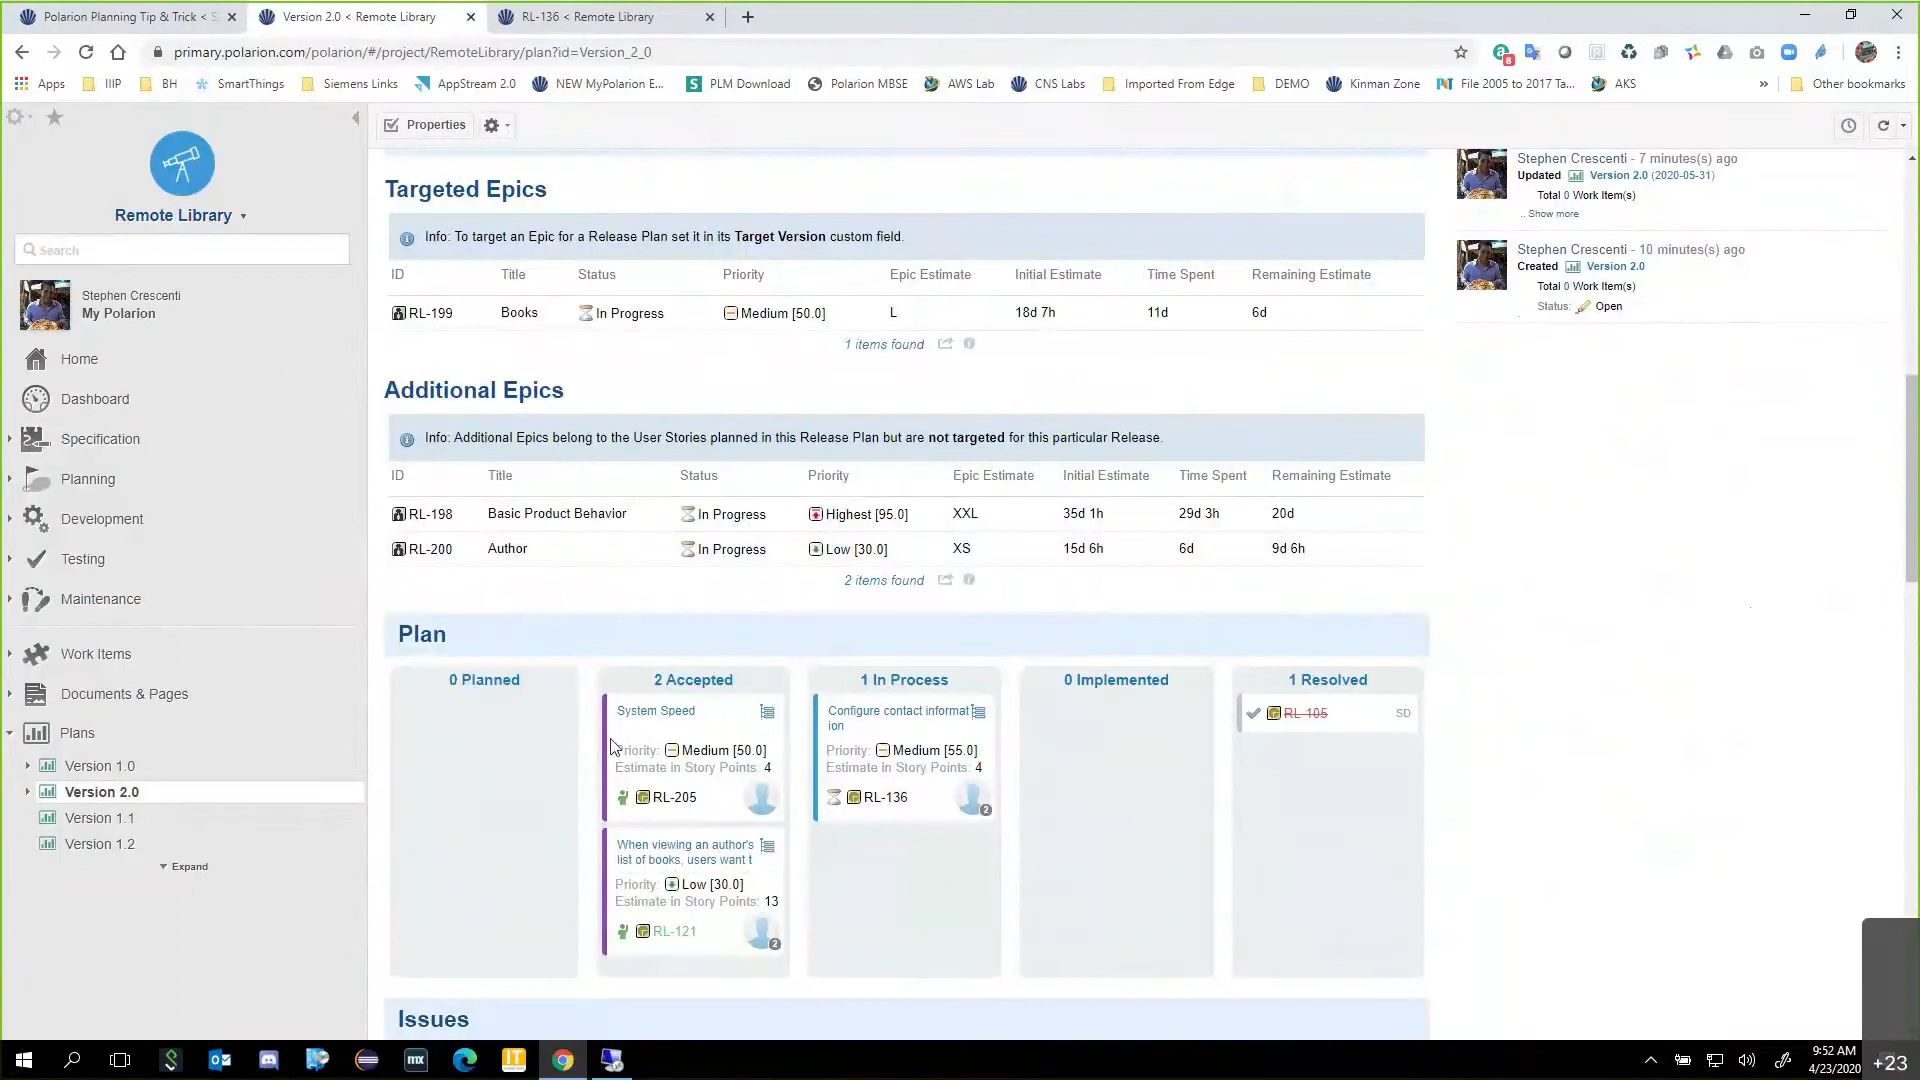 Polarion Planning Tip & Trick < S
Version 2.0 < Remote Library
RL-136 < Remote Library
primary.polarion.com/polarion/#/project/RemoteLibrary/plan?id=Version_2_0
8
Apps
IIIP
BH
SmartThings
Siemens Links
AppStream 2.0
NEW MyPolarion E...
PLM Download
Polarion MBSE
AWS Lab
CNS Labs
Imported From Edge
DEMO
Kinman Zone
File 2005 to 2017 Ta...
AKS
»
Other bookmarks
Remote Library
Search
Stephen Crescenti
My Polarion
Home
Dashboard
Specification
Planning
Development
Testing
Maintenance
Work Items
Documents & Pages
Plans
Version 1.0
Version 2.0
Version 1.1
Version 1.2
Expand
Properties
Targeted Epics
Info: To target an Epic for a Release Plan set it in its Target Version custom field.
ID Title Status Priority Epic Estimate Initial Estimate Time Spent Remaining Estimate
RL-199 Books In Progress Medium [50.0] L 18d 7h 11d 6d
1 items found
Additional Epics
Info: Additional Epics belong to the User Stories planned in this Release Plan but are not targeted for this particular Release.
ID Title Status Priority Epic Estimate Initial Estimate Time Spent Remaining Estimate
RL-198 Basic Product Behavior In Progress Highest [95.0] XXL 35d 1h 29d 3h 20d
RL-200 Author In Progress Low [30.0] XS 15d 6h 6d 9d 6h
2 items found
Plan
0 Planned
2 Accepted
System Speed
Priority: Medium [50.0]
Estimate in Story Points: 4
RL-205
When viewing an author's
list of books, users want t
Priority: Low [30.0]
Estimate in Story Points: 13
RL-121
2
1 In Process
Configure contact informat
ion
Priority: Medium [55.0]
Estimate in Story Points: 4
RL-136
2
0 Implemented
1 Resolved
RL-105 SD
Issues
Stephen Crescenti - 7 minutes(s) ago
Updated Version 2.0 (2020-05-31)
Total 0 Work Item(s)
.. Show more
Stephen Crescenti - 10 minutes(s) ago
Created Version 2.0
Total 0 Work Item(s)
Status: Open
mx
IT
9:52 AM
4/23/2020
+23